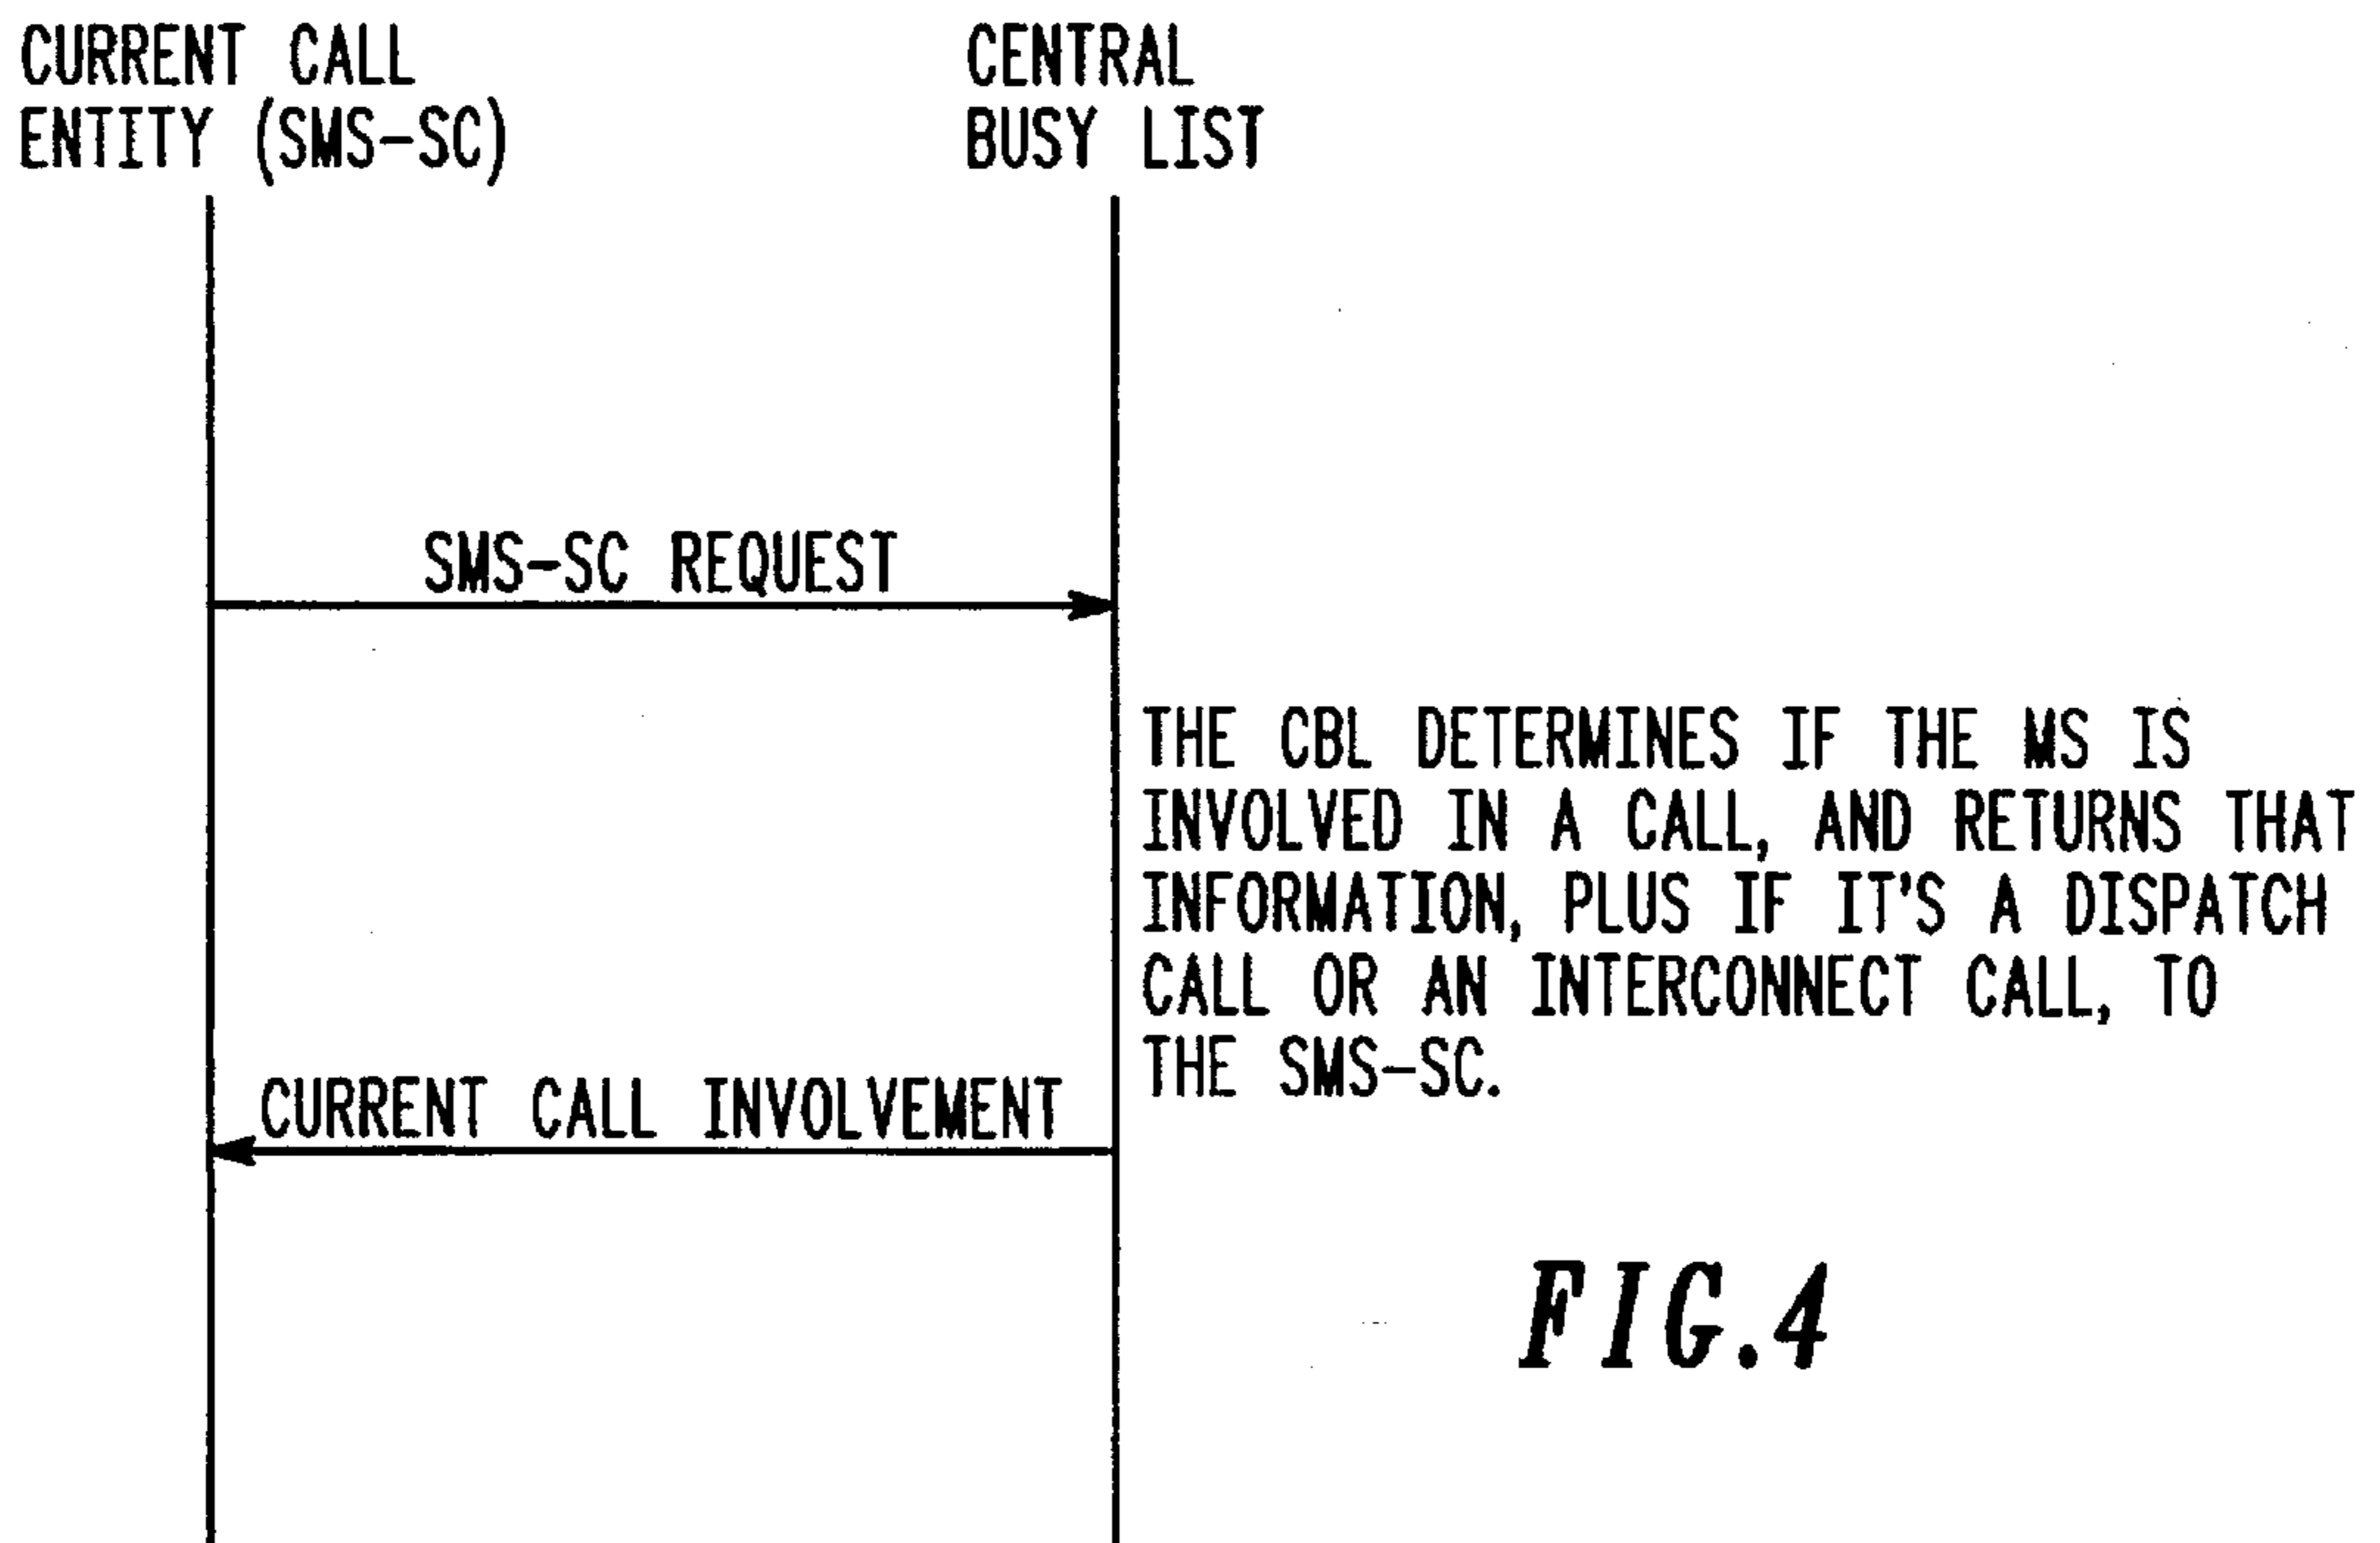 CURRENT CALL
ENTITY (SMS-SC)
CENTRAL
BUSY LIST
SMS-SC REQUEST
THE CBL DETERMINES IF THE MS IS
INVOLVED IN A CALL, AND RETURNS THAT
INFORMATION, PLUS IF IT'S A DISPATCH
CALL OR AN INTERCONNECT CALL, TO
THE SMS-SC.
CURRENT CALL INVOLVEMENT
FIG.4